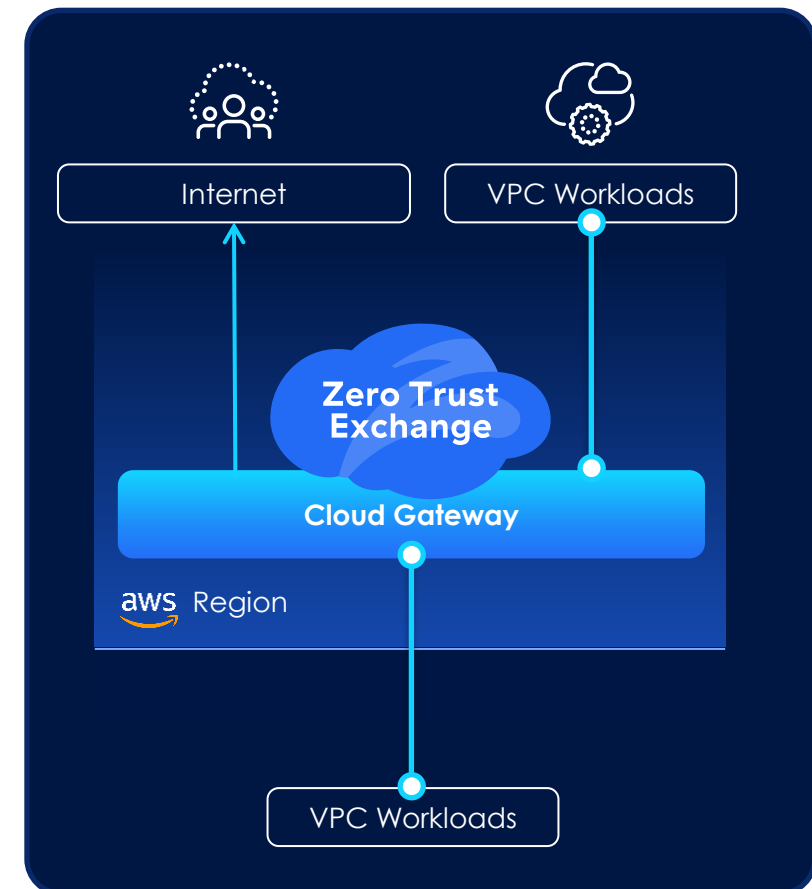 Internet
VPC Workloads
Zero Trust
Exchange
Cloud Gateway
aws Region
VPC Workloads